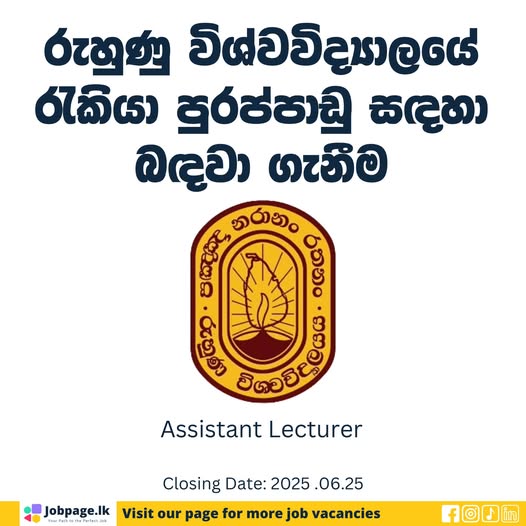 රුහුණු විශ්වවිද්‍යාලයේ
රැකියා පුරප්පාඩු සඳහා
බඳවා ගැනීම
පඤ්ඤා නරානං රතනං
රුහුණ විශ්වවිද්‍යාලයය
Assistant Lecturer
Closing Date: 2025 .06.25
Jobpage.lk
Your Path to the Perfect Job
Visit our page for more job vacancies